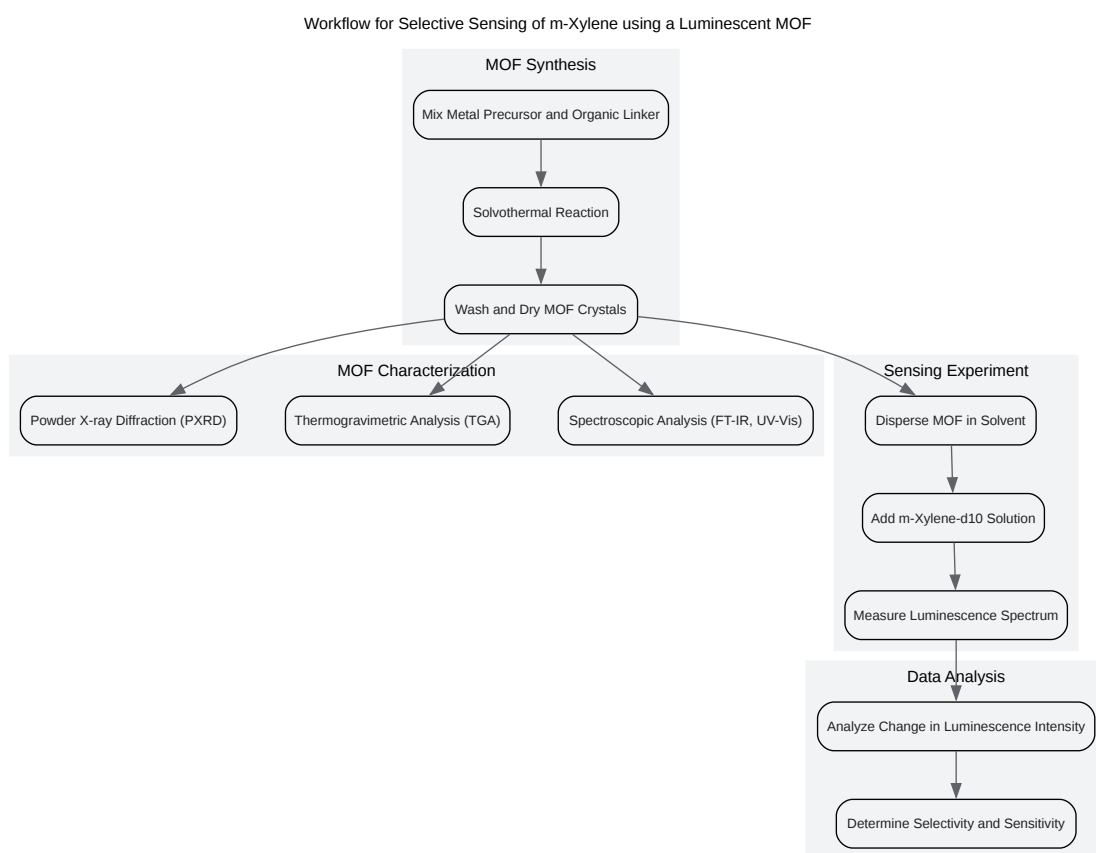 Workflow for Selective Sensing of m-Xylene using a Luminescent MOF
MOF Synthesis
Mix Metal Precursor and Organic Linker
Solvothermal Reaction
Wash and Dry MOF Crystals
MOF Characterization
Powder X-ray Diffraction (PXRD)
Thermogravimetric Analysis (TGA)
Spectroscopic Analysis (FT-IR, UV-Vis)
Sensing Experiment
Disperse MOF in Solvent
Add m-Xylene-d10 Solution
Measure Luminescence Spectrum
Data Analysis
Analyze Change in Luminescence Intensity
Determine Selectivity and Sensitivity